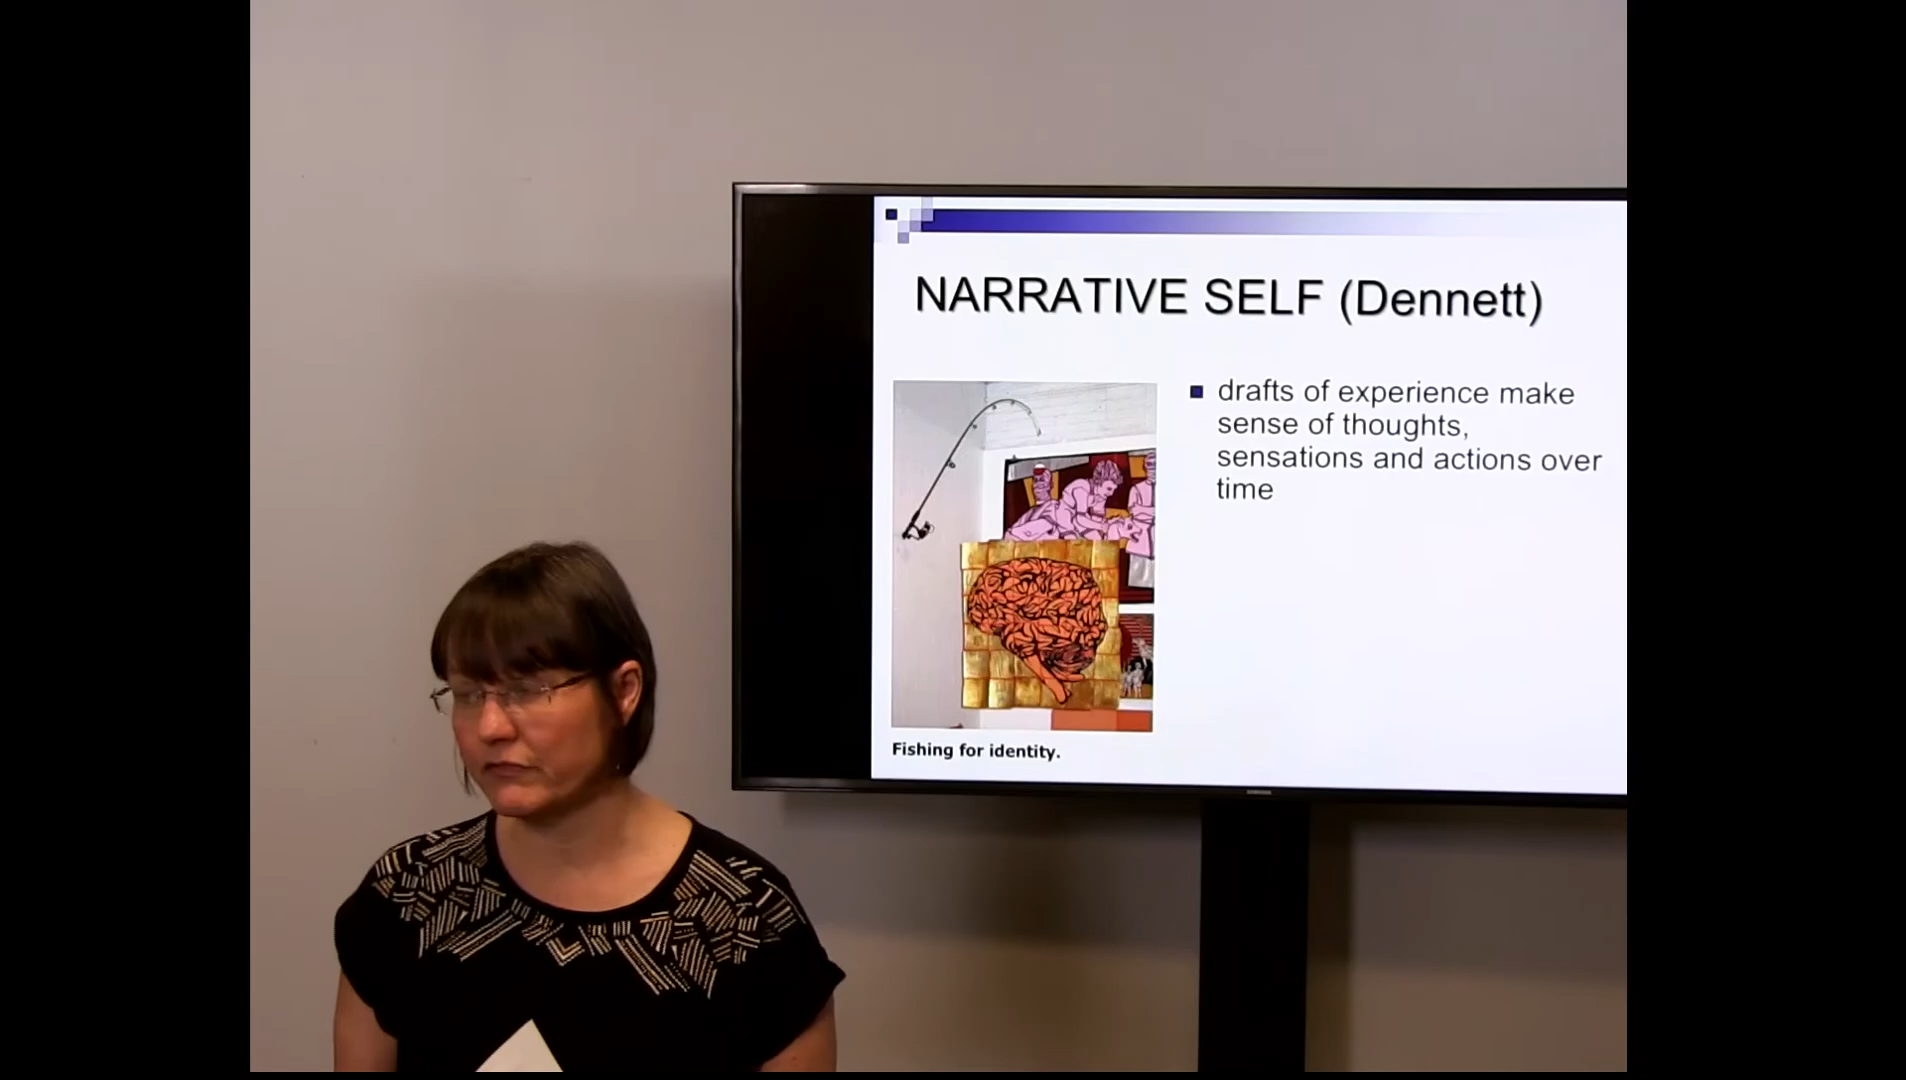 NARRATIVE SELF (Dennett)
drafts of experience make
sense of thoughts,
sensations and actions over
time
Fishing for identity.